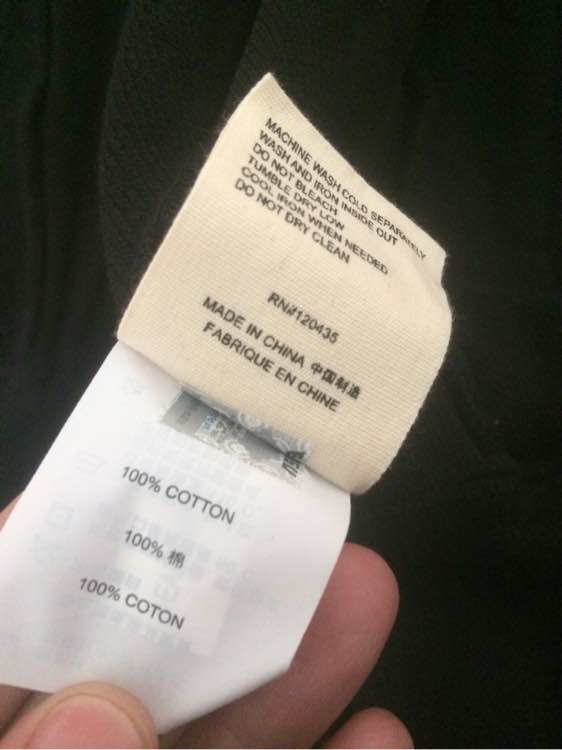 MACHINE WASH COLD SEPARATELY
WASH AND IRON INSIDE OUT
DO NOT BLEACH
TUMBLE DRY LOW
COOL IRON WHEN NEEDED
DO NOT DRY CLEAN
RN#120435
MADE IN CHINA 中国制造
FABRIQUE EN CHINE
100% COTTON
100% 棉
100% COTON